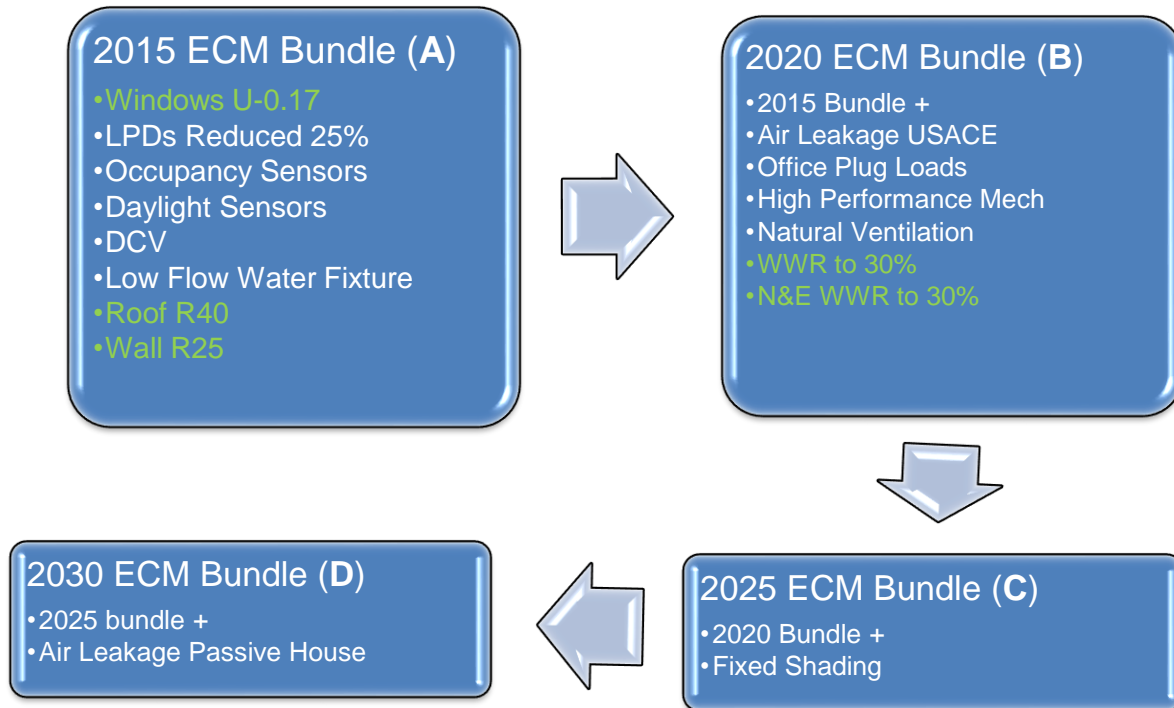 2015 ECM Bundle (A)
•Windows U-0.17
•LPDs Reduced 25%
•Occupancy Sensors
•Daylight Sensors
•DCV
•Low Flow Water Fixture
•Roof R40
•Wall R25
2020 ECM Bundle (B)
•2015 Bundle +
•Air Leakage USACE
•Office Plug Loads
•High Performance Mech
•Natural Ventilation
•WWR to 30%
•N&E WWR to 30%
2025 ECM Bundle (C)
•2020 Bundle +
•Fixed Shading
2030 ECM Bundle (D)
•2025 bundle +
•Air Leakage Passive House